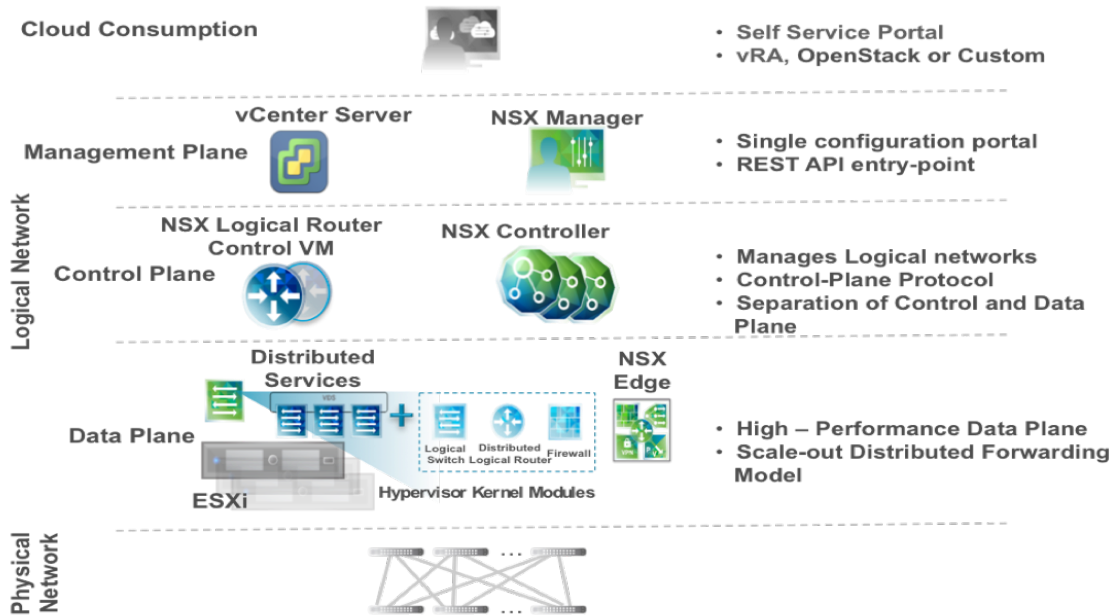 Cloud Consumption
• Self Service Portal
• vRA, OpenStack or Custom
vCenter Server
NSX Manager
Management Plane
• Single configuration portal
• REST API entry-point
Logical Network
NSX Logical Router
Control VM
NSX Controller
Control Plane
• Manages Logical networks
• Control-Plane Protocol
• Separation of Control and Data
Plane
Distributed
Services
NSX
Edge
VDS
Data Plane
Logical
Switch
Distributed
Logical Router
Firewall
VPN
• High – Performance Data Plane
• Scale-out Distributed Forwarding
Model
ESXi
Hypervisor Kernel Modules
Physical
Network
...
...